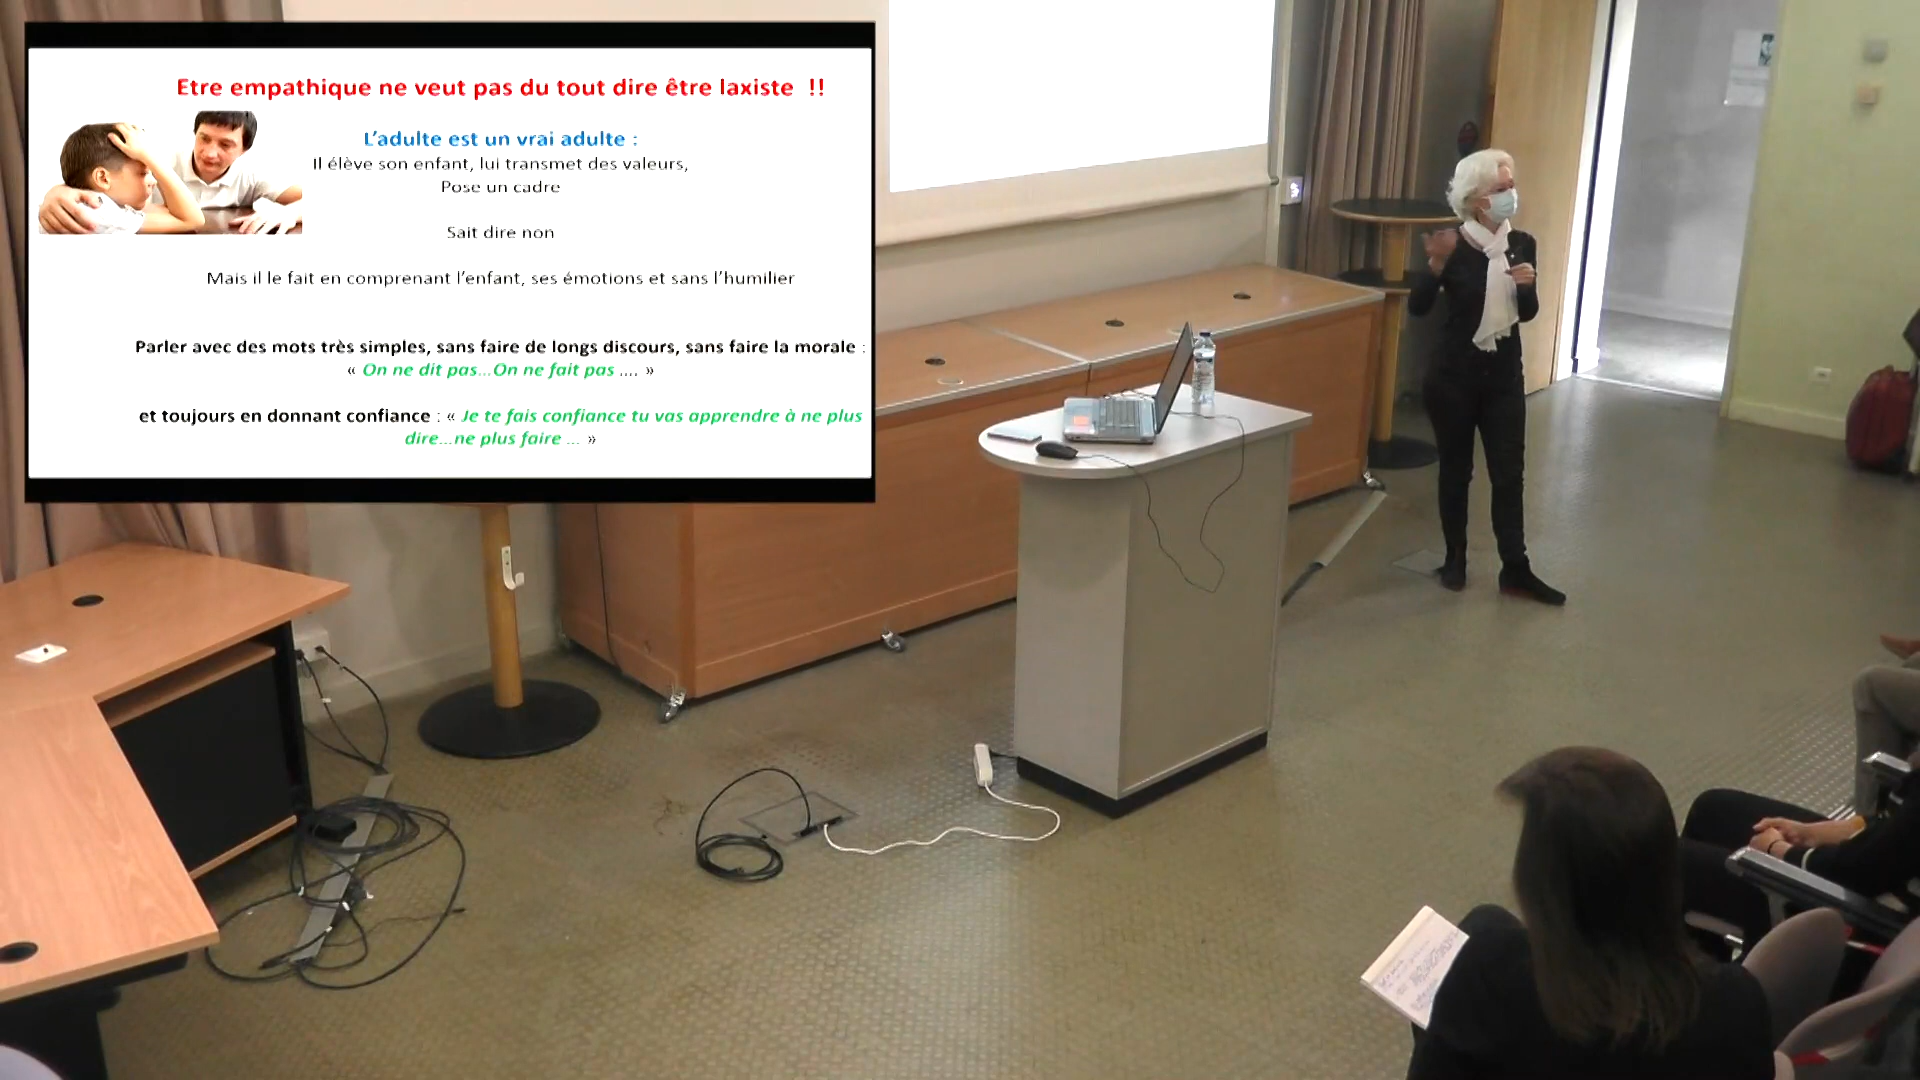 Etre empathique ne veut pas du tout dire être laxiste !!
L'adulte est un vrai adulte :
Il élève son enfant, lui transmet des valeurs,
Pose un cadre
Sait dire non
Mais il le fait en comprenant l'enfant, ses émotions et sans l'humilier
Parler avec des mots très simples, sans faire de longs discours, sans faire la morale :
« On ne dit pas...On ne fait pas .... »
et toujours en donnant confiance : « Je te fais confiance tu vas apprendre à ne plus
dire...ne plus faire ... »